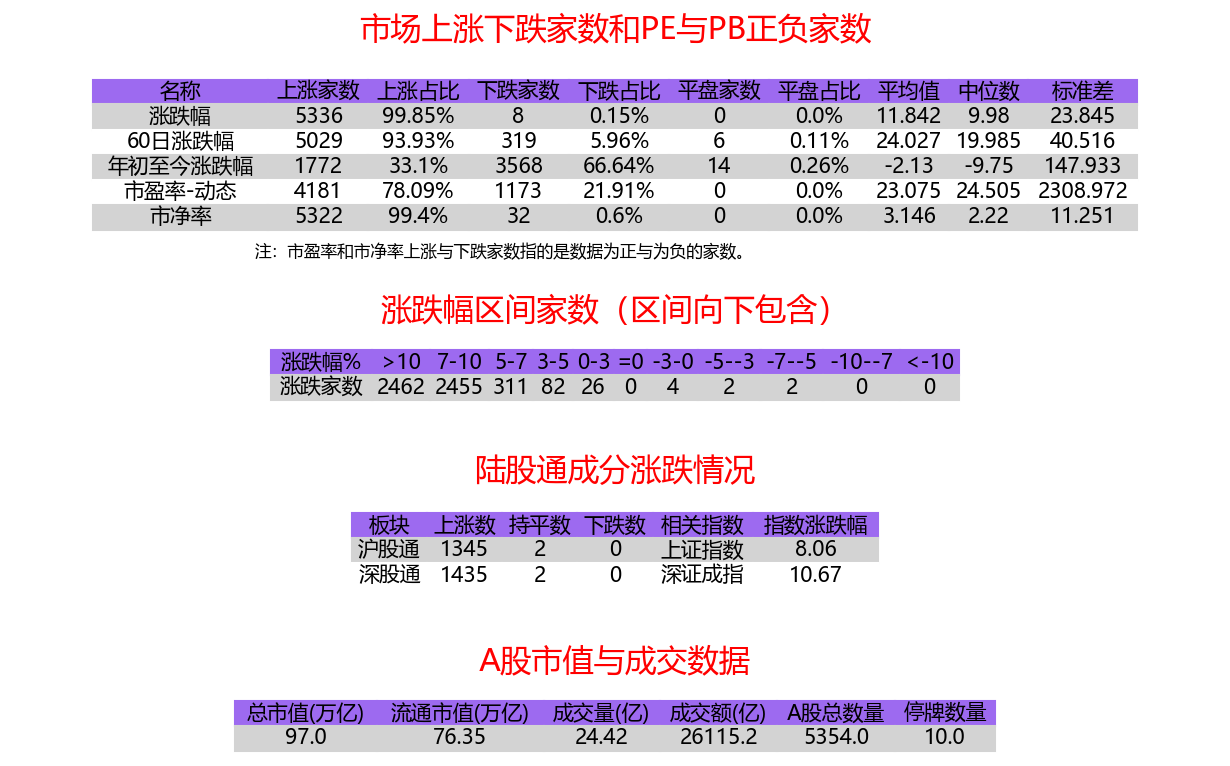 市场上涨下跌家数和PE与PB正负家数
名称 上涨家数 上涨占比 下跌家数 下跌占比 平盘家数 平盘占比 平均值 中位数 标准差
涨跌幅 5336 99.85% 8 0.15% 0 0.0% 11.842 9.98 23.845
60日涨跌幅 5029 93.93% 319 5.96% 6 0.11% 24.027 19.985 40.516
年初至今涨跌幅 1772 33.1% 3568 66.64% 14 0.26% -2.13 -9.75 147.933
市盈率-动态 4181 78.09% 1173 21.91% 0 0.0% 23.075 24.505 2308.972
市净率 5322 99.4% 32 0.6% 0 0.0% 3.146 2.22 11.251
注：市盈率和市净率上涨与下跌家数指的是数据为正与为负的家数。
涨跌幅区间家数（区间向下包含）
涨跌幅% >10 7-10 5-7 3-5 0-3 =0 -3-0 -5--3 -7--5 -10--7 <-10
涨跌家数 2462 2455 311 82 26 0 4 2 2 0 0
陆股通成分涨跌情况
板块 上涨数 持平数 下跌数 相关指数 指数涨跌幅
沪股通 1345 2 0 上证指数 8.06
深股通 1435 2 0 深证成指 10.67
A股市值与成交数据
总市值(万亿) 流通市值(万亿) 成交量(亿) 成交额(亿) A股总数量 停牌数量
97.0 76.35 24.42 26115.2 5354.0 10.0